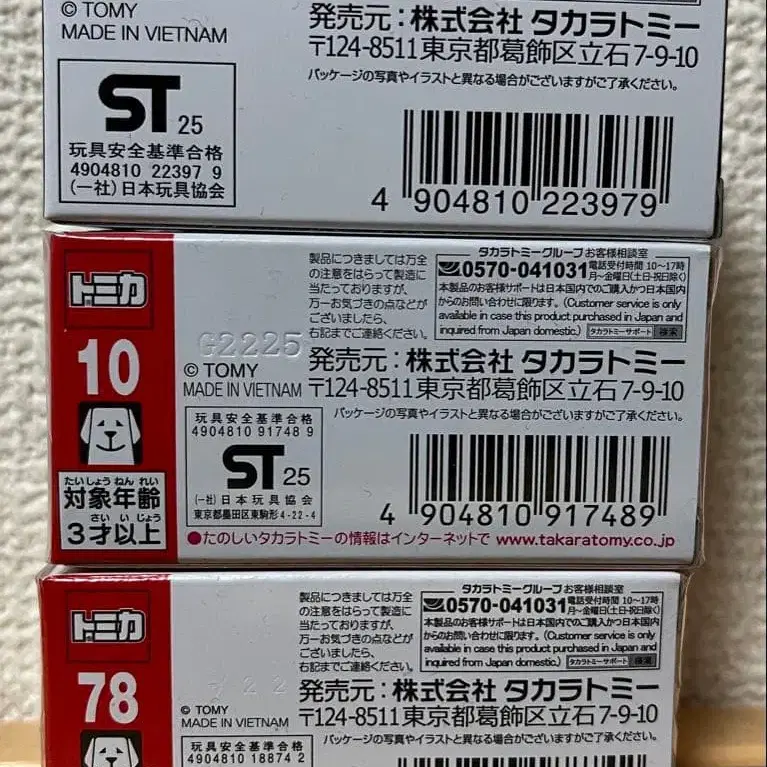 © TOMY
MADE IN VIETNAM
発売元：株式会社 タカラトミー
〒124-8511東京都葛飾区立石7-9-10
パッケージの写真やイラストと異なる場合がございますがご了承ください。
ST 25
玩具安全基準合格
4904810 22397 9
(一社)日本玩具協会
4 904810 223979
トミカ
10
たいしょうねんれい
対象年齢
さいいじょう
3才以上
製品につきましては万全
の注意をはらって製造に
当たっておりますが、
万一お気づきの点などが
ございましたら、
右記までご連絡ください。
タカラトミーグループお客様相談室
0570-041031 電話受付時間 10〜17時
月〜金曜日(土・日・祝日除く)
本製品のお客様サポートは日本国内でのご購入かつ日本国内
からのお問い合わせに限ります。(Customer service is only
available in case this product purchased in Japan and
inquired from Japan domestic.) タカラトミーサポート 検索
G2225
© TOMY
MADE IN VIETNAM
発売元：株式会社 タカラトミー
〒124-8511東京都葛飾区立石7-9-10
パッケージの写真やイラストと異なる場合がございますがご了承ください。
玩具安全基準合格
4904810 91748 9
ST 25
(一社)日本玩具協会
東京都墨田区東駒形4-22-4
4 904810 917489
●たのしいタカラトミーの情報はインターネットで www.takaratomy.co.jp
トミカ
78
製品につきましては万全
の注意をはらって製造に
当たっておりますが、
万一お気づきの点などが
ございましたら、
右記までご連絡ください。
タカラトミーグループお客様相談室
0570-041031 電話受付時間 10〜17時
月〜金曜日(土・日・祝日除く)
本製品のお客様サポートは日本国内でのご購入かつ日本国内
からのお問い合わせに限ります。(Customer service is only
available in case this product purchased in Japan and
inquired from Japan domestic.) タカラトミーサポート 検索
© TOMY
MADE IN VIETNAM
発売元：株式会社 タカラトミー
〒124-8511東京都葛飾区立石7-9-10
パッケージの写真やイラストと異なる場合がございますがご了承ください。
玩具安全基準合格
4904810 18874 2